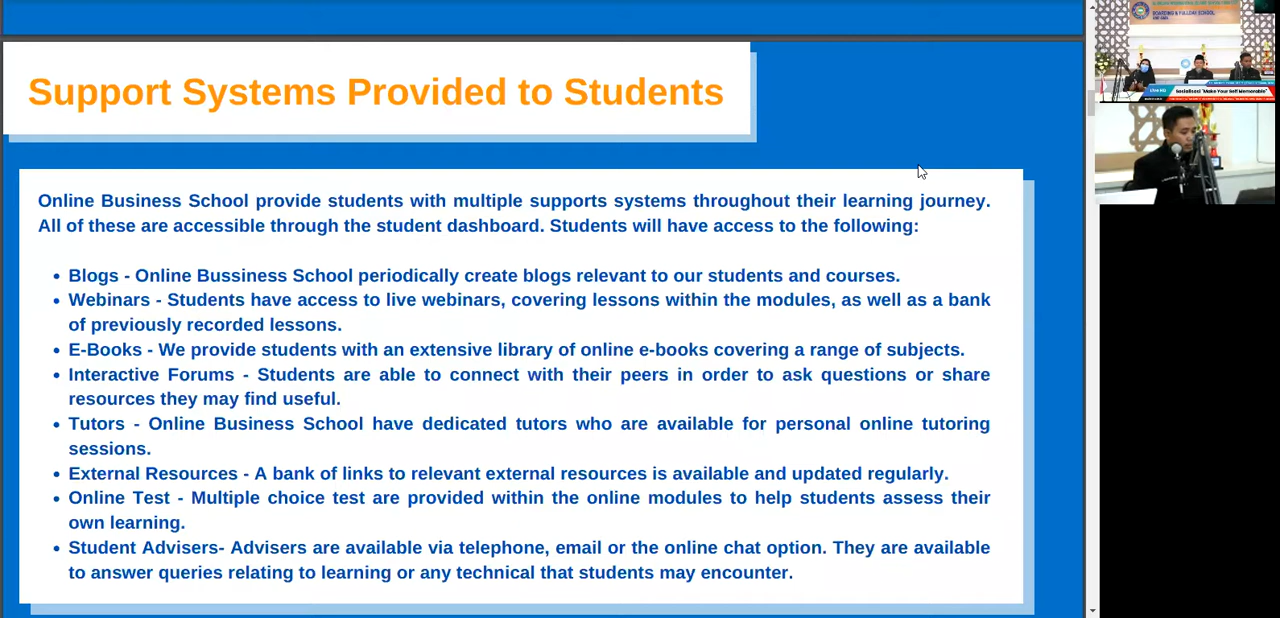 Support Systems Provided to Students
Online Business School provide students with multiple supports systems throughout their learning journey.
All of these are accessible through the student dashboard. Students will have access to the following:
• Blogs - Online Bussiness School periodically create blogs relevant to our students and courses.
• Webinars - Students have access to live webinars, covering lessons within the modules, as well as a bank
of previously recorded lessons.
• E-Books - We provide students with an extensive library of online e-books covering a range of subjects.
• Interactive Forums - Students are able to connect with their peers in order to ask questions or share
resources they may find useful.
• Tutors - Online Business School have dedicated tutors who are available for personal online tutoring
sessions.
• External Resources - A bank of links to relevant external resources is available and updated regularly.
• Online Test - Multiple choice test are provided within the online modules to help students assess their
own learning.
• Student Advisers- Advisers are available via telephone, email or the online chat option. They are available
to answer queries relating to learning or any technical that students may encounter.
BOARDING & FULLDAY SCHOOL
Sosialisasi "Make Your Self Memorable"